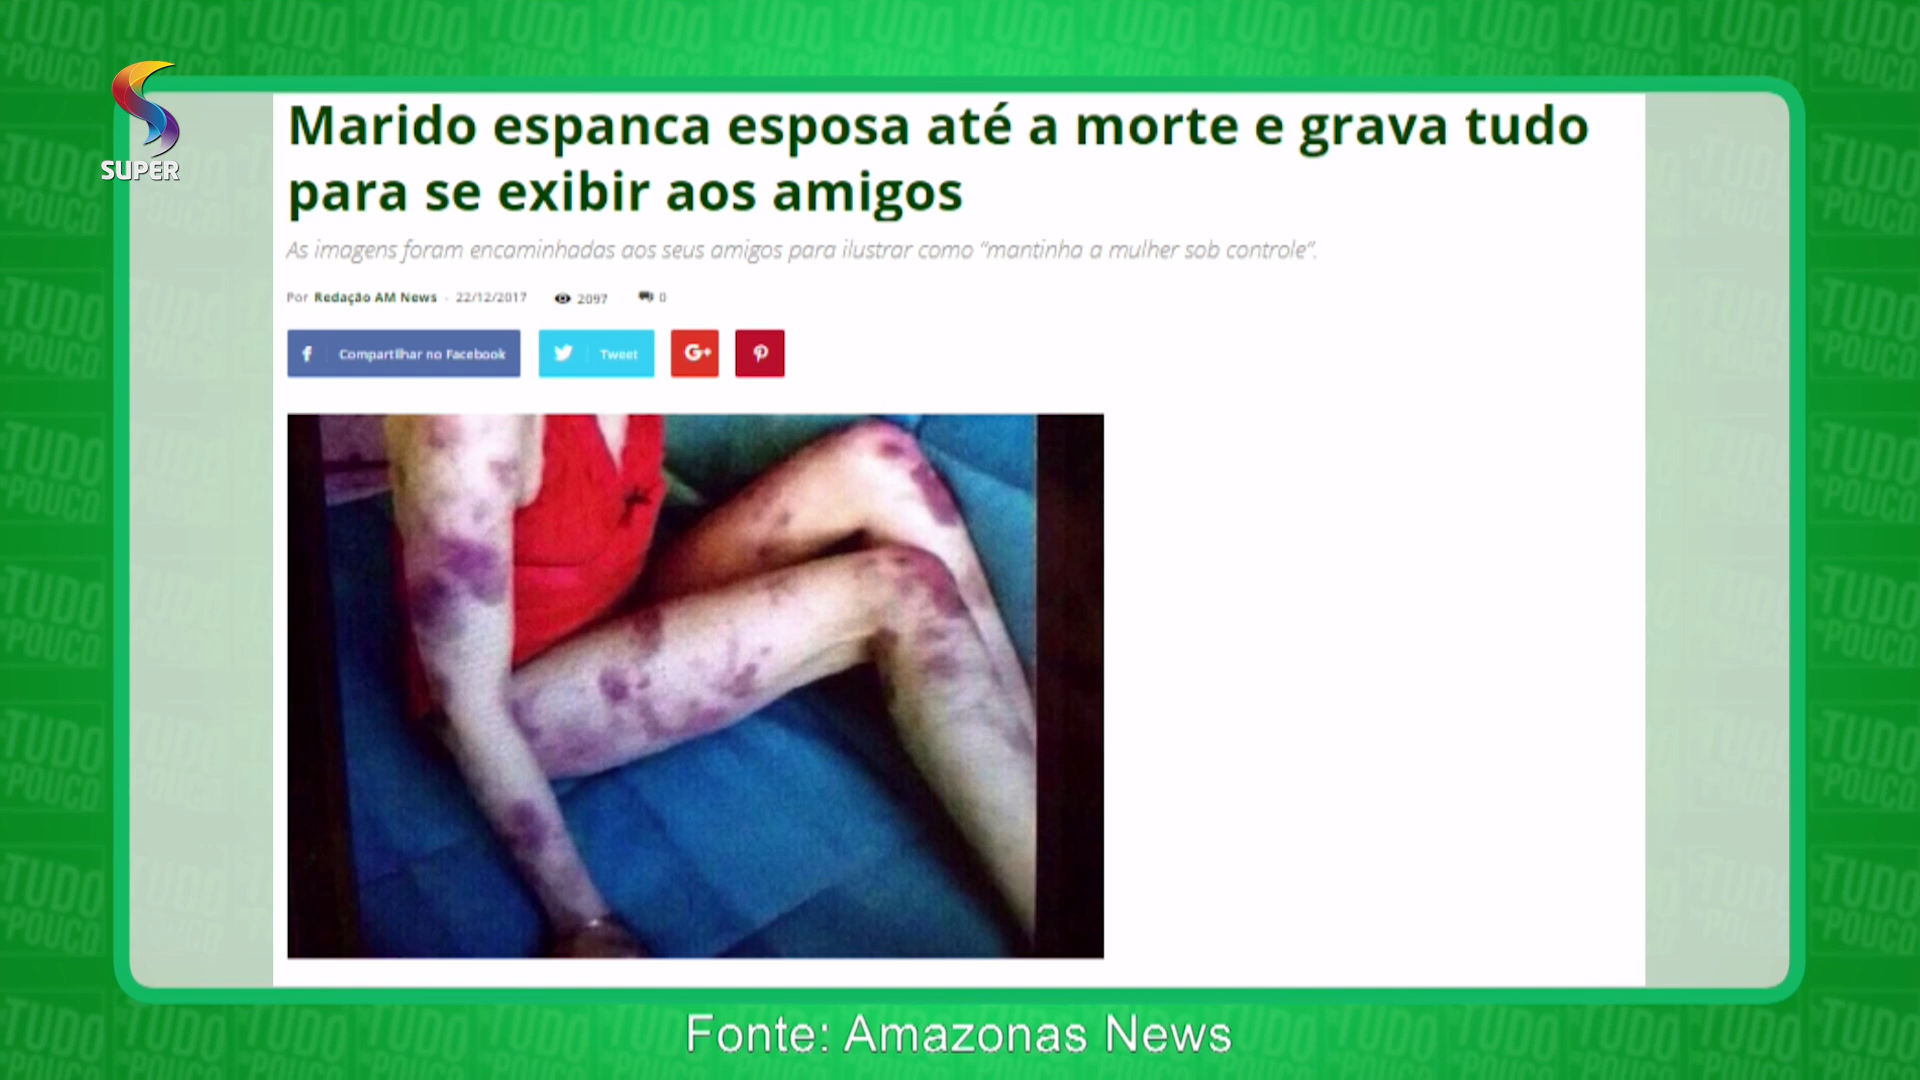 SUPER
Marido espanca esposa até a morte e grava tudo
para se exibir aos amigos
As imagens foram encaminhadas aos seus amigos para ilustrar como “mantinha a mulher sob controle“.
Por Redação AM News - 22/12/2017 2097 0
Compartilhar no Facebook Tweet G+
Fonte: Amazonas News
TUDO
POUCO